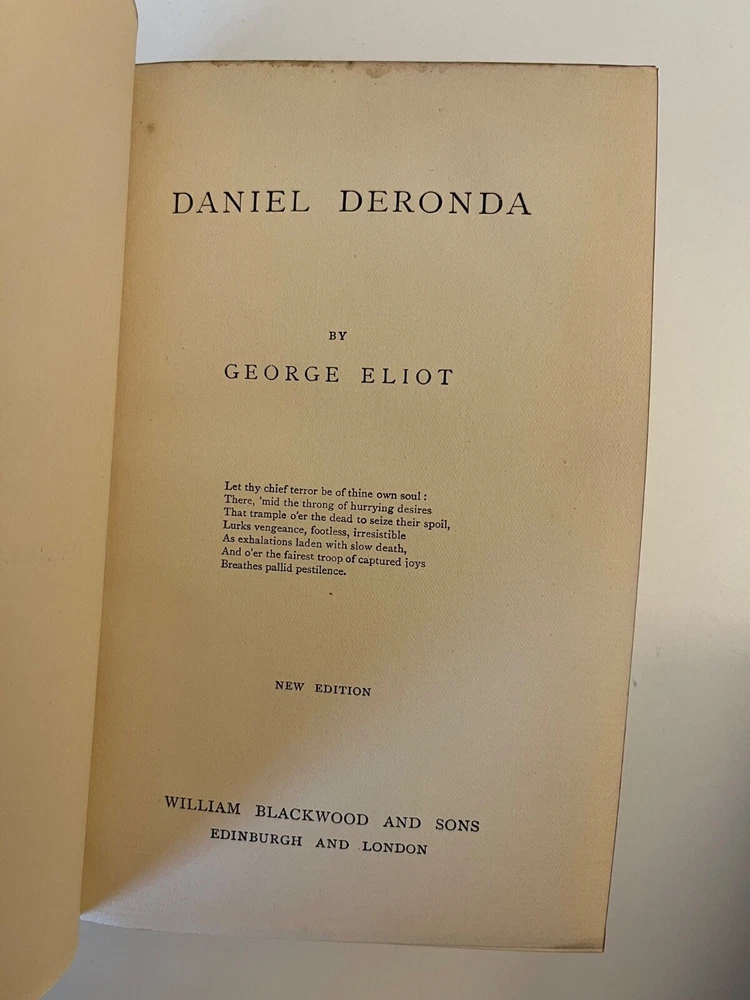 DANIEL DERONDA
BY
GEORGE ELIOT
Let thy chief terror be of thine own soul :
There, 'mid the throng of hurrying desires
That trample o'er the dead to seize their spoil,
Lurks vengeance, footless, irresistible
As exhalations laden with slow death,
And o'er the fairest troop of captured joys
Breathes pallid pestilence.
NEW EDITION
WILLIAM BLACKWOOD AND SONS
EDINBURGH AND LONDON